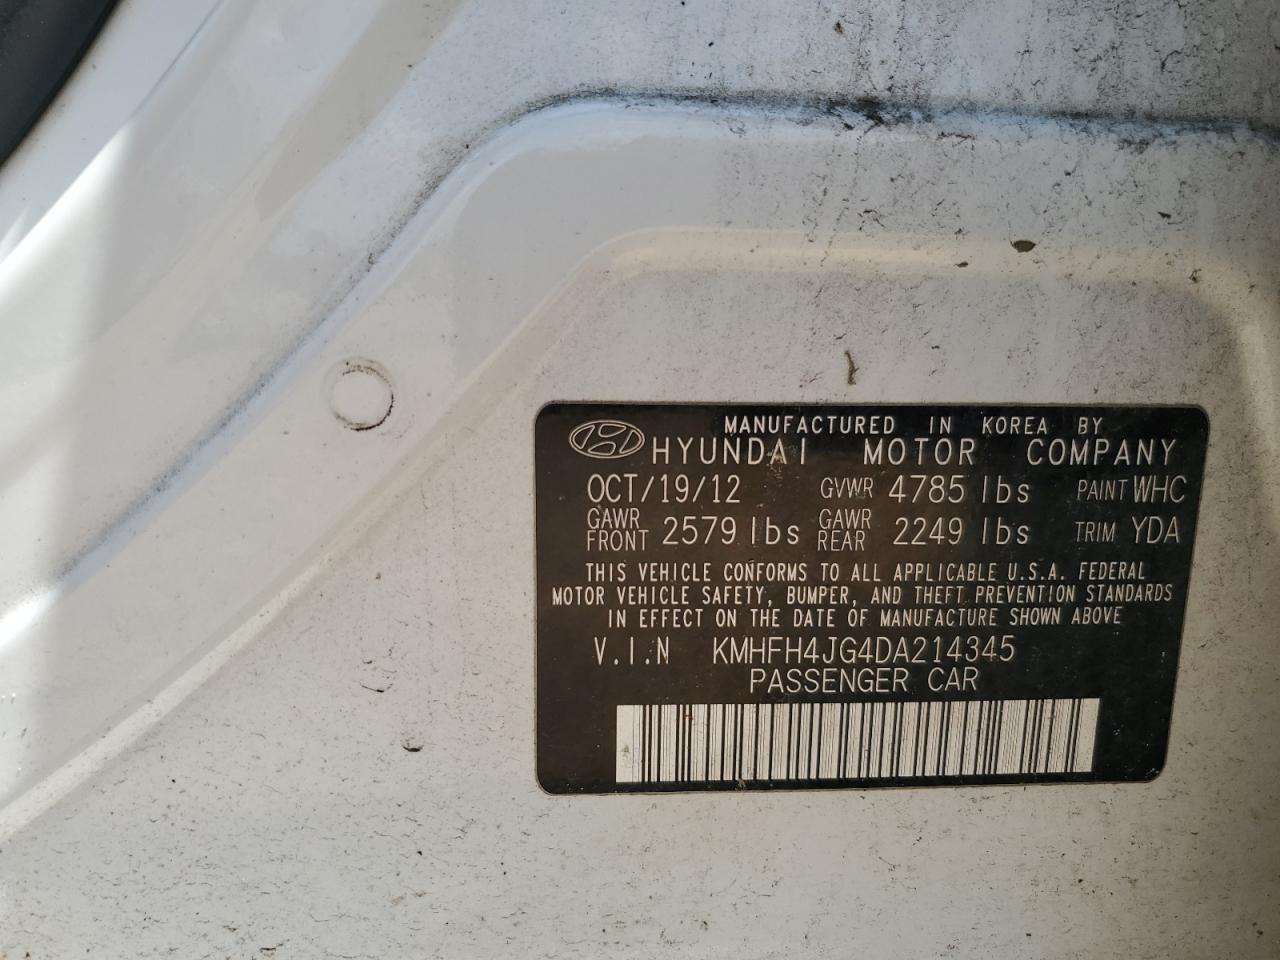 MANUFACTURED IN KOREA BY
HYUNDAI MOTOR COMPANY
OCT/19/12 GVWR 4785 lbs PAINT WHC
GAWR FRONT 2579 lbs GAWR REAR 2249 lbs TRIM YDA
THIS VEHICLE CONFORMS TO ALL APPLICABLE U.S.A. FEDERAL
MOTOR VEHICLE SAFETY, BUMPER, AND THEFT PREVENTION STANDARDS
IN EFFECT ON THE DATE OF MANUFACTURE SHOWN ABOVE
V.I.N KMHFH4JG4DA214345
PASSENGER CAR